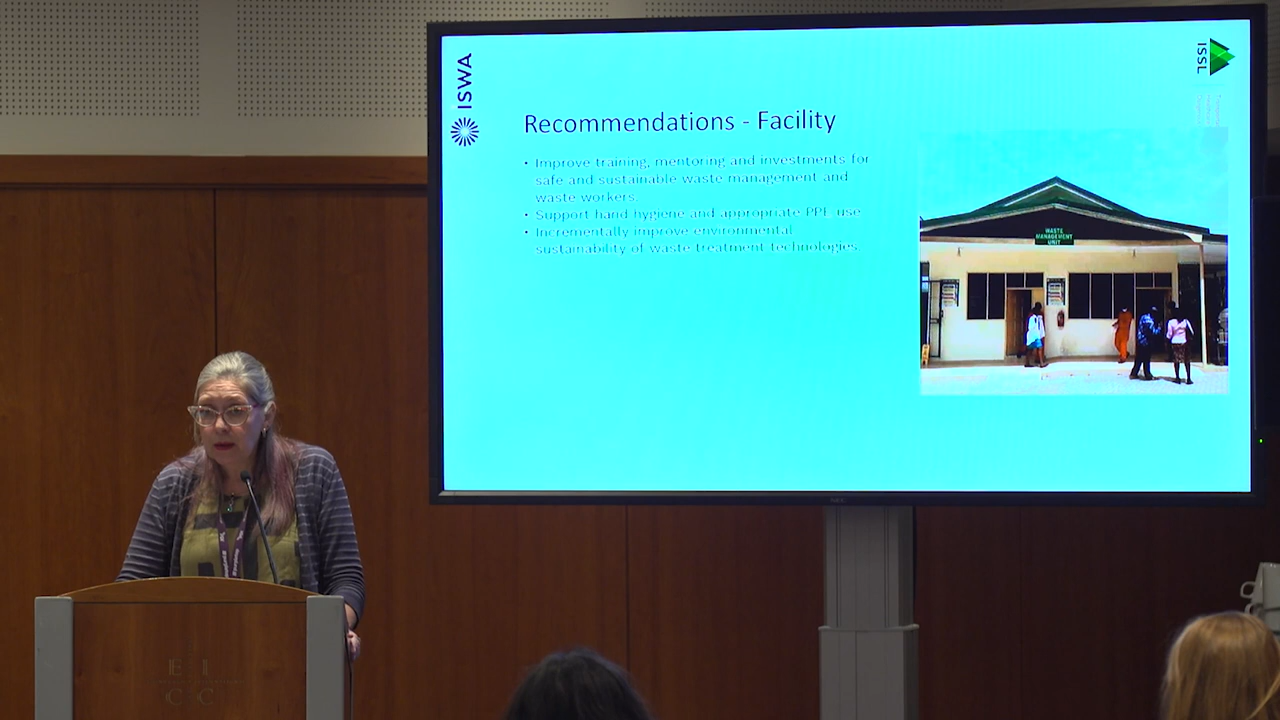 ISWA
ISSL
Recommendations - Facility
• Improve training, mentoring and investments for
safe and sustainable waste management and
waste workers.
• Support hand hygiene and appropriate PPE use
• Incrementally improve environmental
sustainability of waste treatment technologies.
WASTE
MANAGEMENT
UNIT
NEC
E I
C C